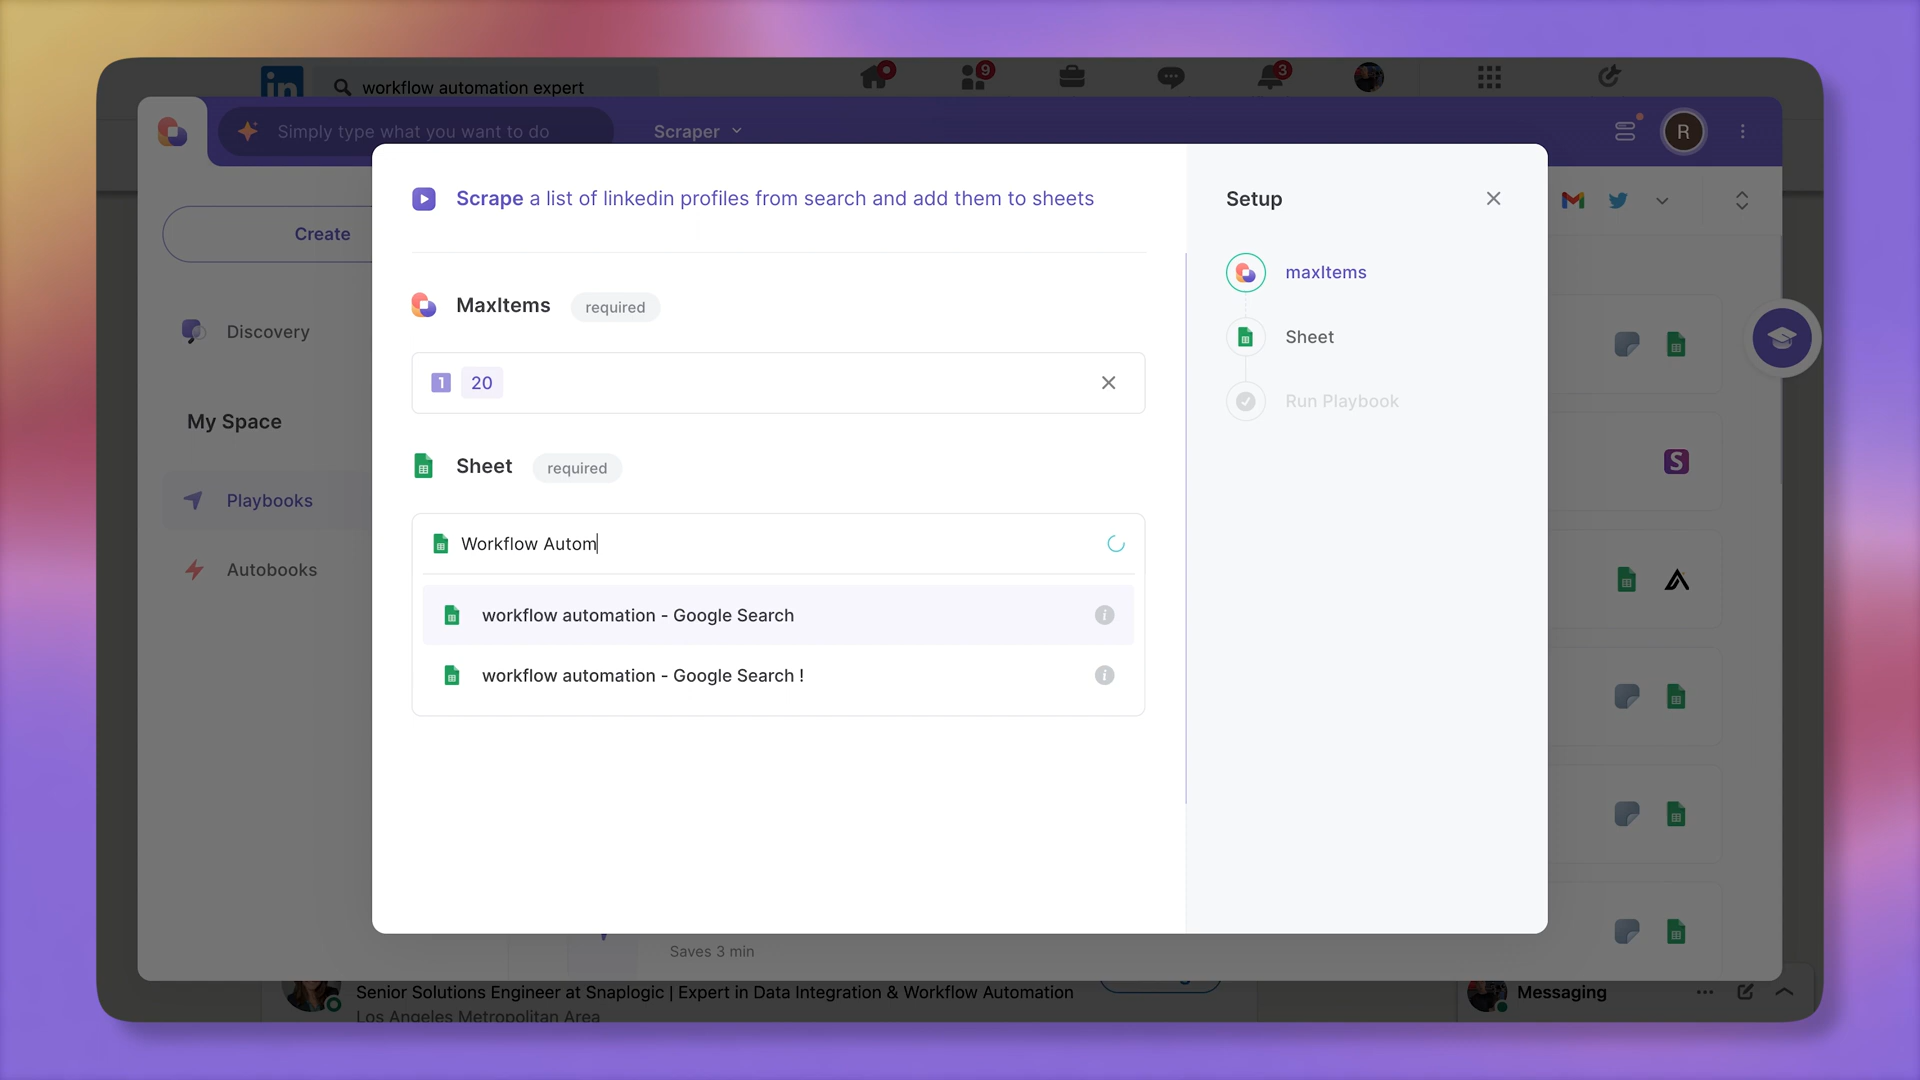 in
workflow automation expert
9
3
Simply type what you want to do
Scraper
R
Create
Discovery
My Space
Playbooks
Autobooks
Scrape a list of linkedin profiles from search and add them to sheets
MaxItems
required
1
20
Sheet
required
Workflow Autom
workflow automation - Google Search
i
workflow automation - Google Search !
i
Setup
maxItems
Sheet
Run Playbook
S
Saves 3 min
Senior Solutions Engineer at Snaplogic | Expert in Data Integration & Workflow Automation
Los Angeles Metropolitan Area
Messaging